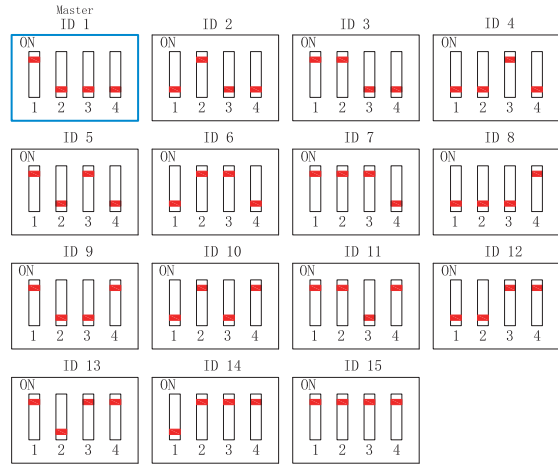 Master
ID 1 ID 2 ID 3 ID 4
ON ON ON ON
1 2 3 4 1 2 3 4 1 2 3 4 1 2 3 4
ID 5 ID 6 ID 7 ID 8
ON ON ON ON
1 2 3 4 1 2 3 4 1 2 3 4 1 2 3 4
ID 9 ID 10 ID 11 ID 12
ON ON ON ON
1 2 3 4 1 2 3 4 1 2 3 4 1 2 3 4
ID 13 ID 14 ID 15
ON ON ON
1 2 3 4 1 2 3 4 1 2 3 4